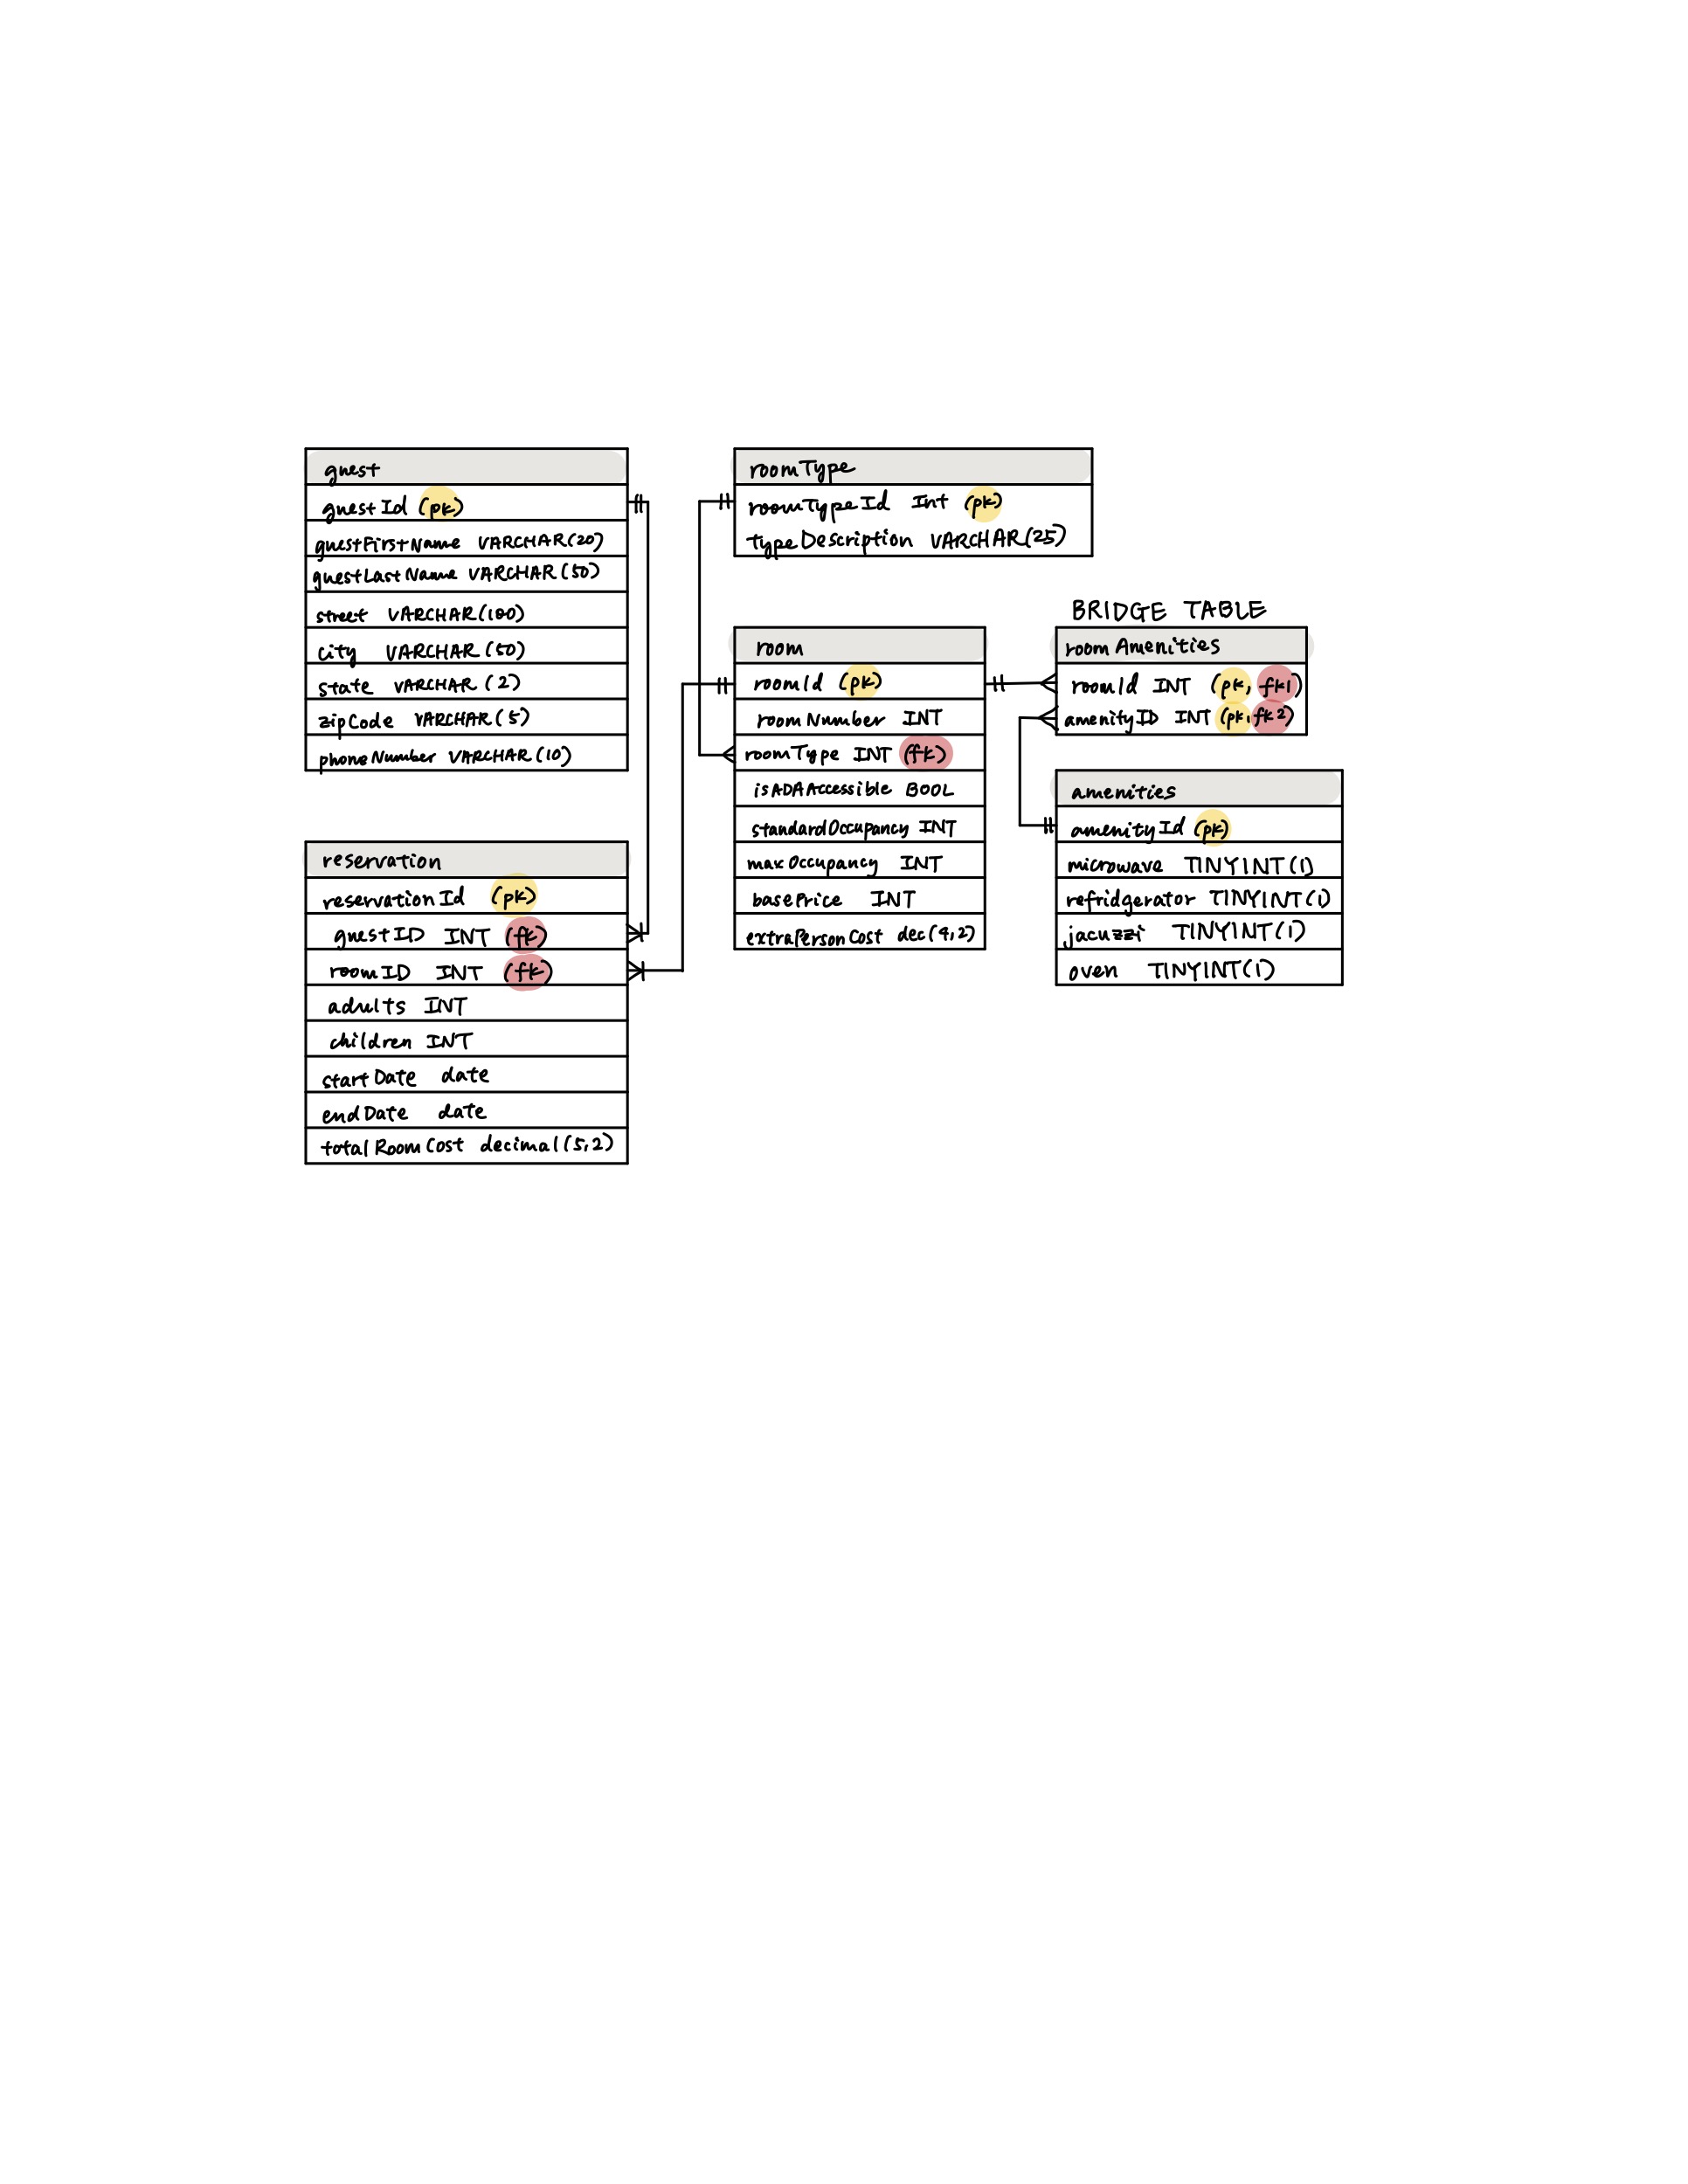 guest
guestId (pk)
guestFirstName VARCHAR(20)
guestLastName VARCHAR(50)
street VARCHAR(100)
city VARCHAR(50)
state VARCHAR(2)
zipCode VARCHAR(5)
phoneNumber VARCHAR(10)
reservation
reservationId (pk)
guestID INT (fk)
roomID INT (fk)
adults INT
children INT
startDate date
endDate date
totalRoomCost decimal(5,2)
roomType
roomTypeId Int (pk)
typeDescription VARCHAR(25)
room
roomId (pk)
roomNumber INT
roomType INT (fk)
isADAAccessible BOOL
standardOccupancy INT
maxOccupancy INT
basePrice INT
extraPersonCost dec(4,2)
BRIDGE TABLE
roomAmenities
roomId INT (pk, fk1)
amenityID INT (pk, fk2)
amenities
amenityId (pk)
microwave TINYINT(1)
refridgerator TINYINT(1)
jacuzzi TINYINT(1)
oven TINYINT(1)